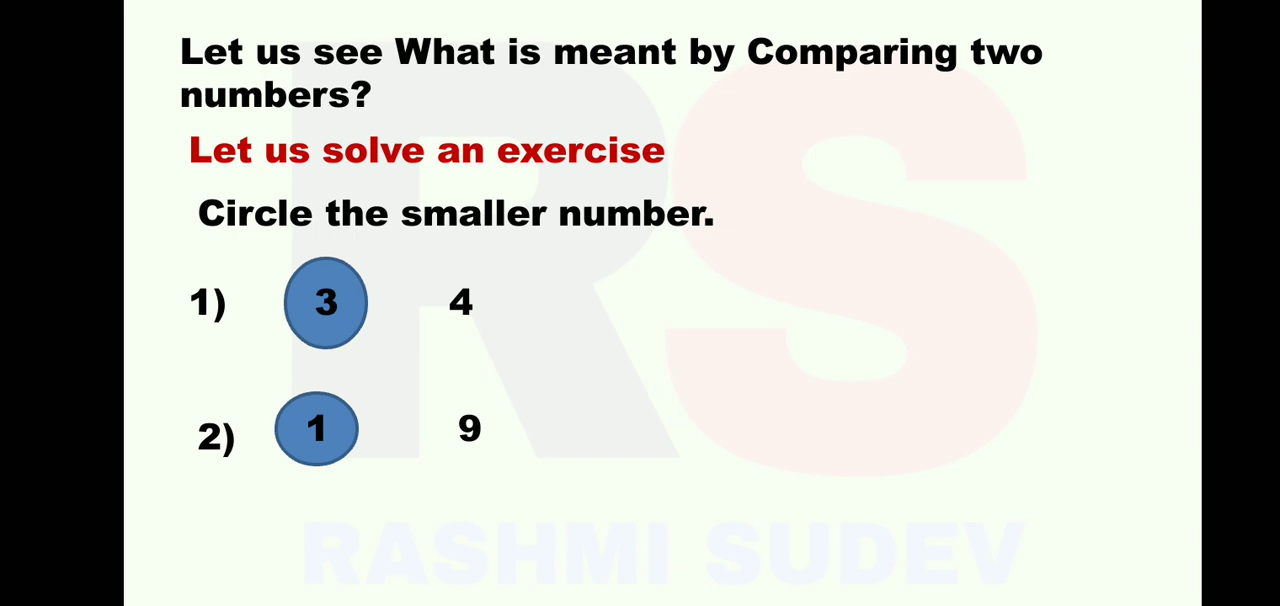 Let us see What is meant by Comparing two
numbers?
Let us solve an exercise
Circle the smaller number.
1) 3 4
2) 1 9
RS
RASHMI SUDEV